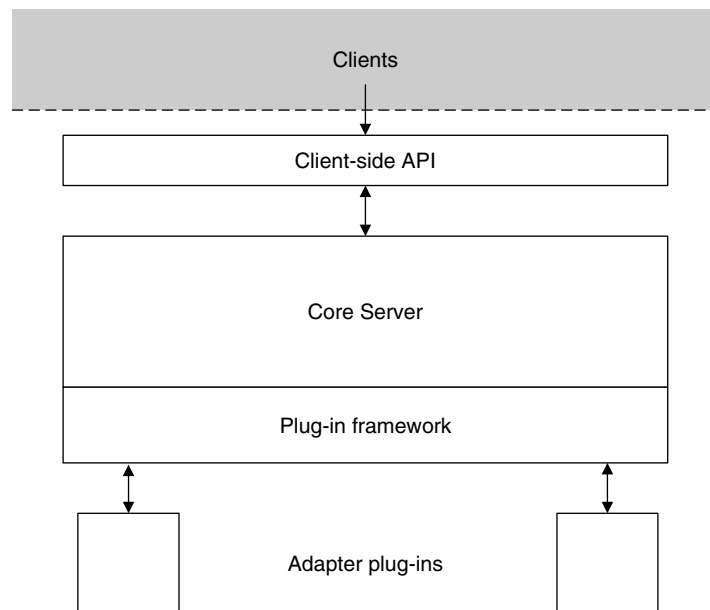 Clients
Client-side API
Core Server
Plug-in framework
Adapter plug-ins